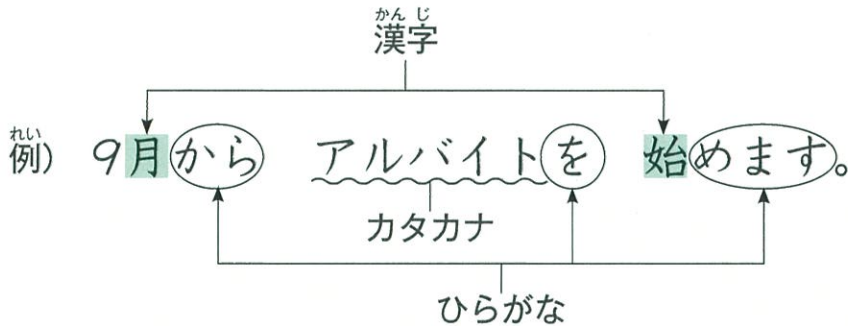 かん じ
漢字
れい
例) 9月から アルバイトを 始めます。
カタカナ
ひらがな